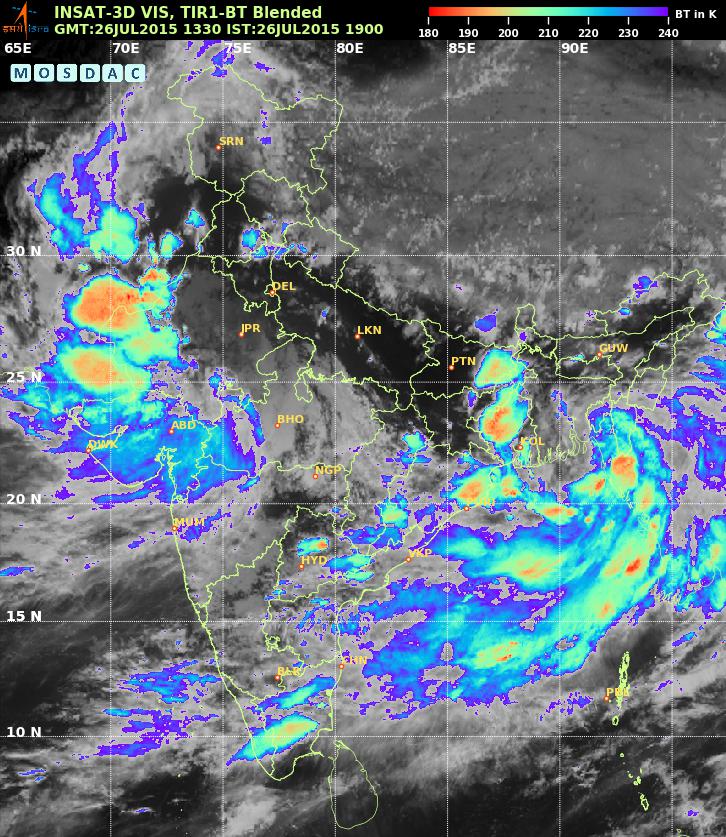 INSAT-3D VIS, TIR1-BT Blended
GMT:26JUL2015 1330 IST:26JUL2015 1900
BT in K
180 190 200 210 220 230 240
65E 70E 75E 80E 85E 90E
MOSDAC
SRN
30 N
DEL
JPR LKN
GUW
PTN
25 N
ABD BHO
DWK KOL
NGP
20 N
MUM
HYD VKP
15 N
BLR
PBL
10 N